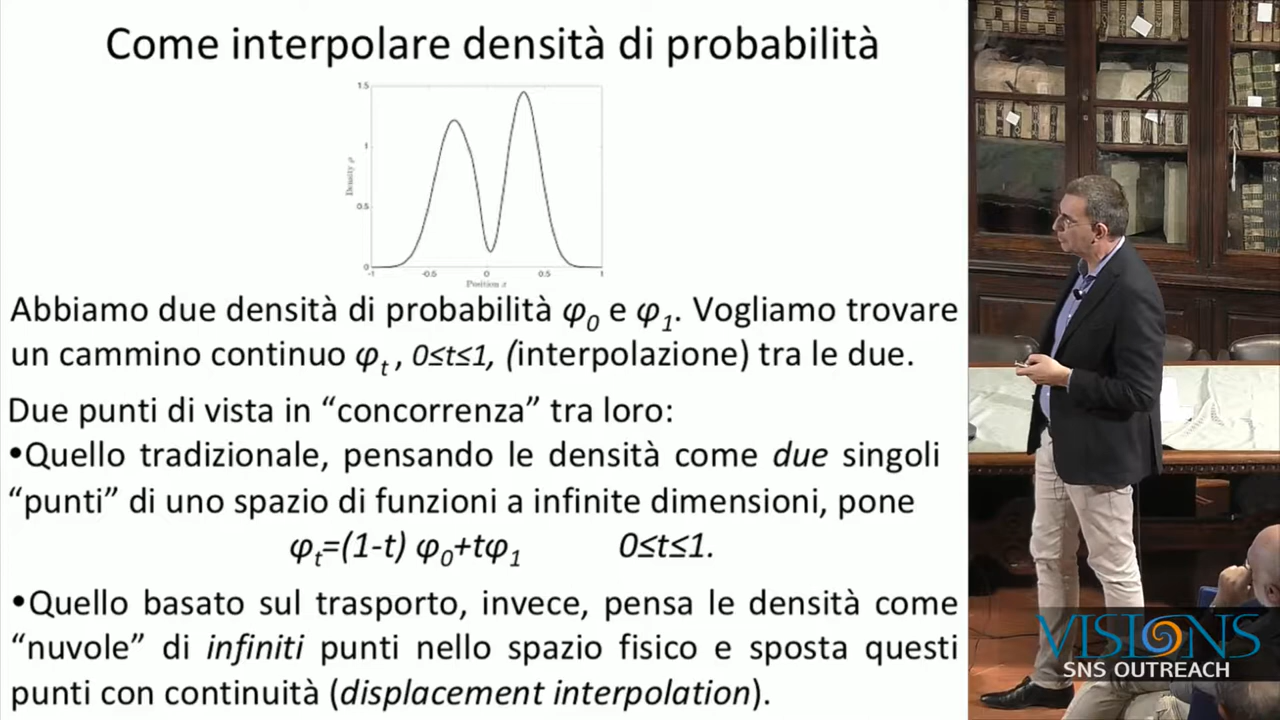 Come interpolare densità di probabilità
1.5
1
0.5
0
Density ρ
-1 -0.5 0 0.5 1
Position x
Abbiamo due densità di probabilità φ0 e φ1. Vogliamo trovare
un cammino continuo φt , 0≤t≤1, (interpolazione) tra le due.
Due punti di vista in “concorrenza” tra loro:
•Quello tradizionale, pensando le densità come due singoli
“punti” di uno spazio di funzioni a infinite dimensioni, pone
φt=(1-t) φ0+tφ1 0≤t≤1.
•Quello basato sul trasporto, invece, pensa le densità come
“nuvole” di infiniti punti nello spazio fisico e sposta questi
punti con continuità (displacement interpolation).
VISIONS
SNS OUTREACH